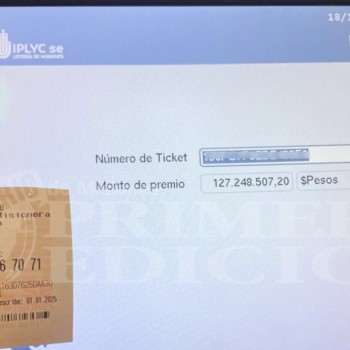 18/1
IPLYC se
LOTERÍA DE MISIONES
Número de Ticket
Monto de premio 127.248.507,20 $Pesos
PRIMERA
EDICIÓN
Misionera
6 70 71
01.01.2025